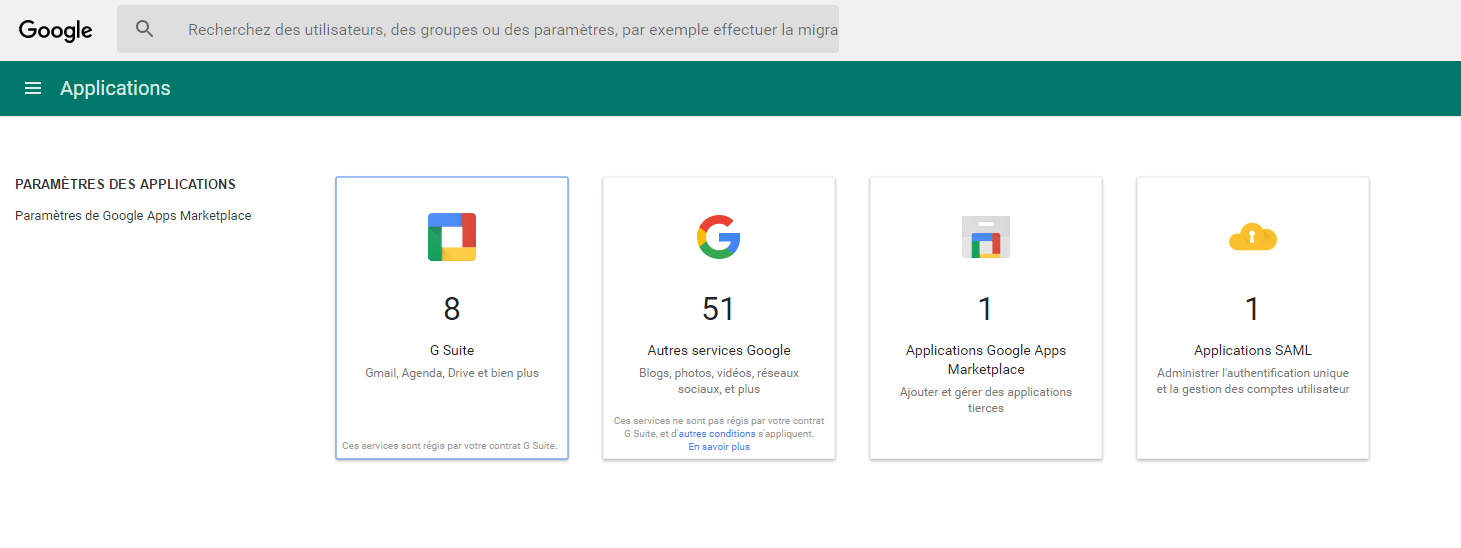 Google
Recherchez des utilisateurs, des groupes ou des paramètres, par exemple effectuer la migra
Applications
PARAMÈTRES DES APPLICATIONS
Paramètres de Google Apps Marketplace
8
G Suite
Gmail, Agenda, Drive et bien plus
Ces services sont régis par votre contrat G Suite.
51
Autres services Google
Blogs, photos, vidéos, réseaux
sociaux, et plus
Ces services ne sont pas régis par votre contrat
G Suite, et d'autres conditions s'appliquent.
En savoir plus
1
Applications Google Apps
Marketplace
Ajouter et gérer des applications
tierces
1
Applications SAML
Administrer l'authentification unique
et la gestion des comptes utilisateur